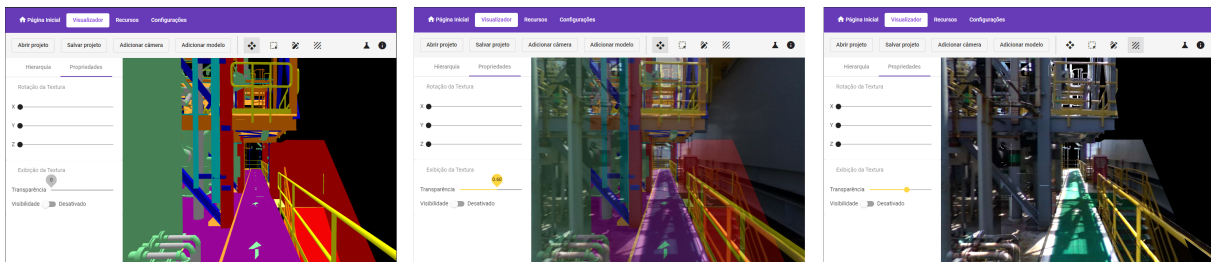 Página Inicial Visualizador Recursos Configurações
Abrir projeto Salvar projeto Adicionar câmera Adicionar modelo
Hierarquia Propriedades
Rotação da Textura
X
Y
Z
Exibição da Textura
0
Transparência
Visibilidade Desativado
Página Inicial Visualizador Recursos Configurações
Abrir projeto Salvar projeto Adicionar câmera Adicionar modelo
Hierarquia Propriedades
Rotação da Textura
X
Y
Z
Exibição da Textura
0.60
Transparência
Visibilidade Desativado
Página Inicial Visualizador Recursos Configurações
Abrir projeto Salvar projeto Adicionar câmera Adicionar modelo
Hierarquia Propriedades
Rotação da Textura
X
Y
Z
Exibição da Textura
Transparência
Visibilidade Desativado